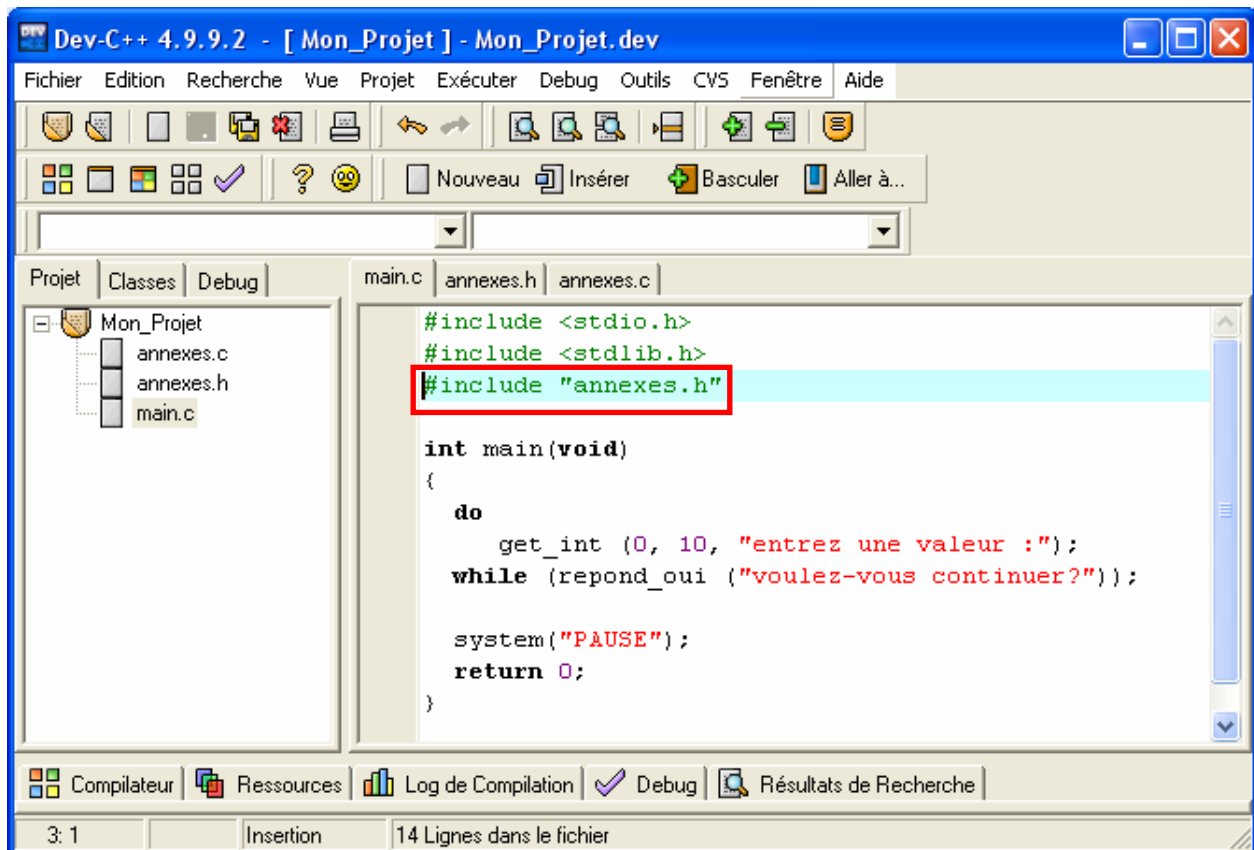 Dev-C++ 4.9.9.2 - [ Mon_Projet ] - Mon_Projet.dev
Fichier Edition Recherche Vue Projet Exécuter Debug Outils CVS Fenêtre Aide
Nouveau Insérer Basculer Aller à...
Projet Classes Debug
main.c annexes.h annexes.c
Mon_Projet
annexes.c
annexes.h
main.c
#include <stdio.h>
#include <stdlib.h>
#include "annexes.h"
int main(void)
{
do
get_int (0, 10, "entrez une valeur :");
while (repond_oui ("voulez-vous continuer?"));
system("PAUSE");
return 0;
}
Compilateur Ressources Log de Compilation Debug Résultats de Recherche
3: 1 Insertion 14 Lignes dans le fichier